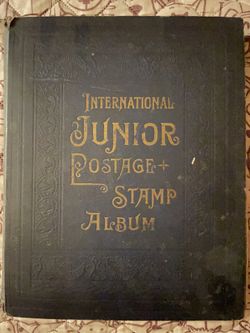 INTERNATIONAL
JUNIOR
POSTAGE
STAMP
ALBUM